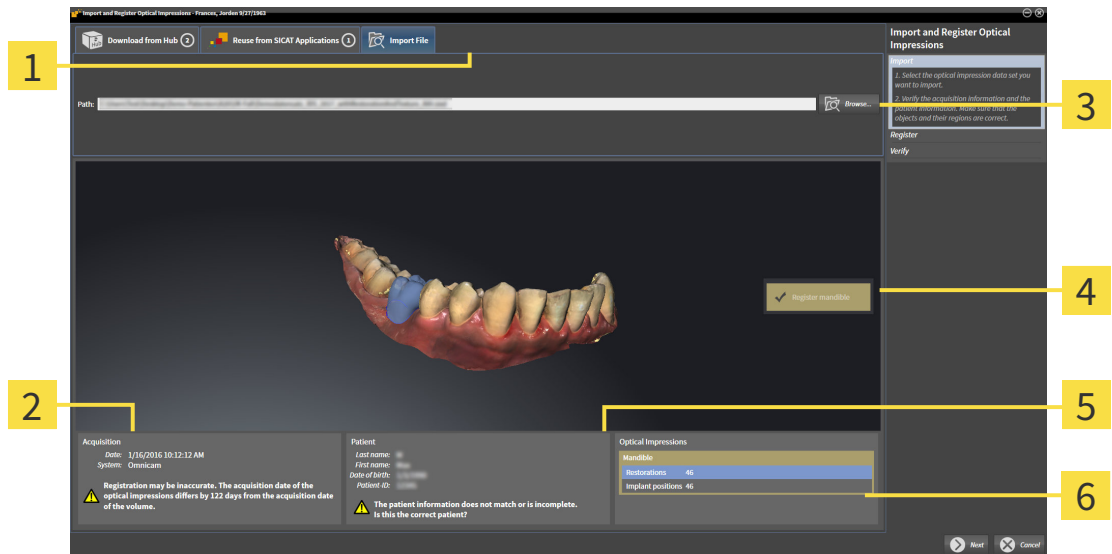 Import and Register Optical Impressions - Frances, Jorden 9/27/1963
Download from Hub 2
Reuse from SICAT Applications 1
Import File
Path:
Browse...
Register mandible
Acquisition
Date: 1/16/2016 10:12:12 AM
System: Omnicam
Registration may be inaccurate. The acquisition date of the
optical impressions differs by 122 days from the acquisition date
of the volume.
Patient
Last name:
First name:
Date of birth:
Patient ID:
The patient information does not match or is incomplete.
Is this the correct patient?
Optical Impressions
Mandible
Restorations 46
Implant positions 46
Import and Register Optical
Impressions
Import
1. Select the optical impression data set you
want to import.
2. Verify the acquisition information and the
patient information. Make sure that the
objects and their regions are correct.
Register
Verify
Next
Cancel
1
2
3
4
5
6